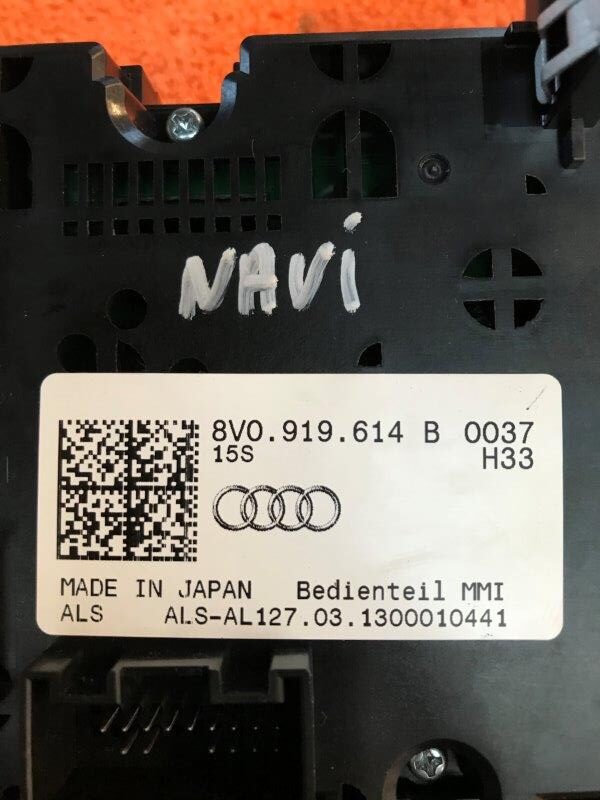 NAVi
8V0.919.614 B 0037
15S H33
MADE IN JAPAN Bedienteil MMI
ALS ALS-AL127.03.1300010441